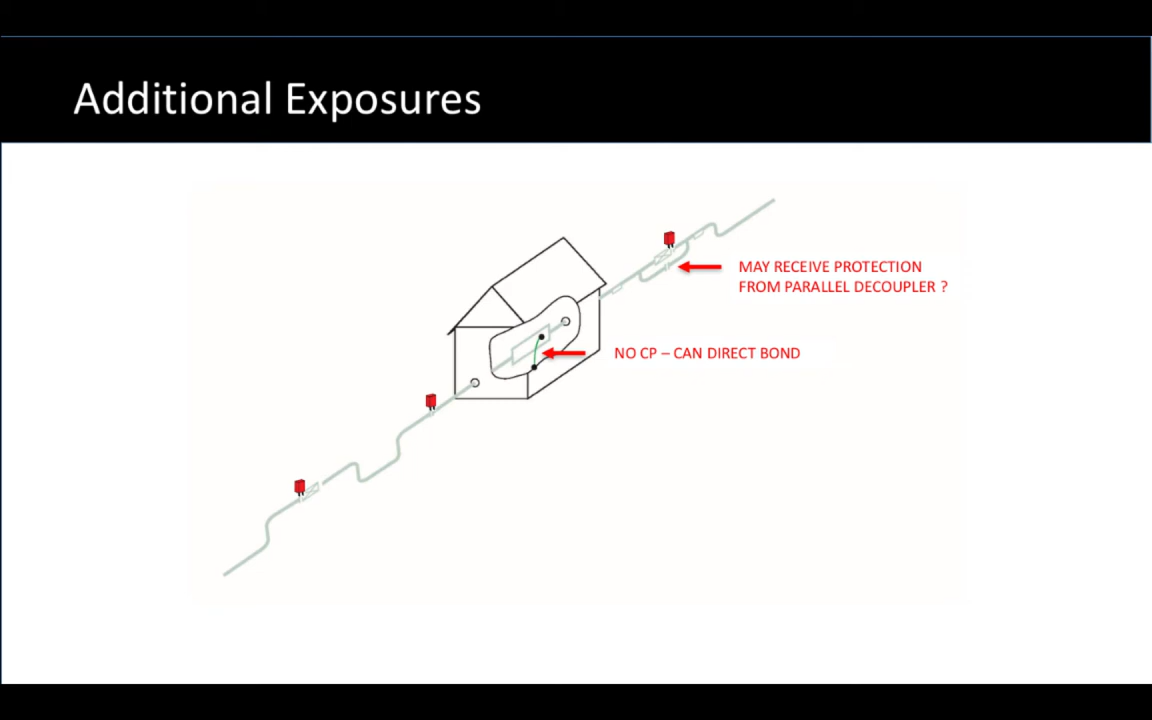 Additional Exposures
MAY RECEIVE PROTECTION
FROM PARALLEL DECOUPLER ?
NO CP – CAN DIRECT BOND